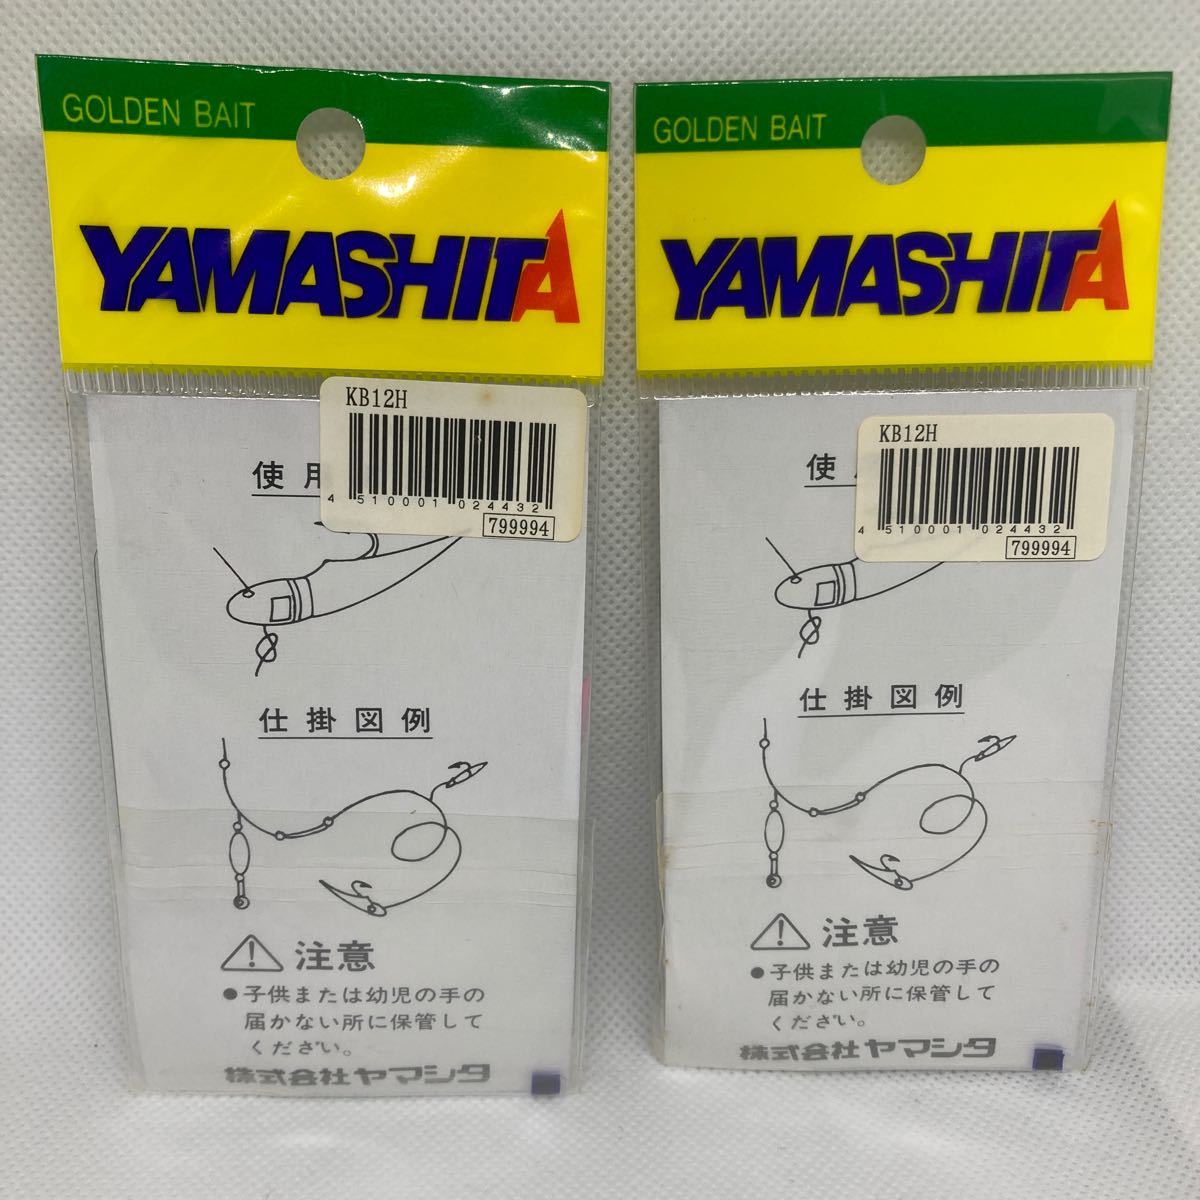 GOLDEN BAIT
YAMASHITA
KB12H
4 510001 024432
799994
使用
仕掛図例
注意
●子供または幼児の手の
届かない所に保管して
ください。
株式会社ヤマシタ
GOLDEN BAIT
YAMASHITA
KB12H
4 510001 024432
799994
使
仕掛図例
注意
●子供または幼児の手の
届かない所に保管して
ください。
株式会社ヤマシタ